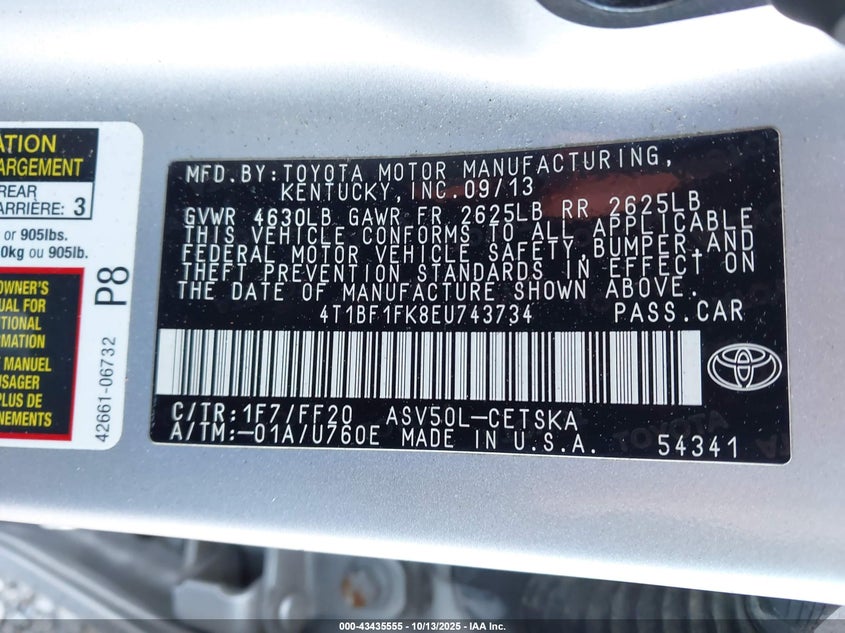 ATION
ARGEMENT
REAR
ARRIÈRE: 3
or 905lbs.
0kg ou 905lb.
OWNER'S
UAL FOR
TIONAL
RMATION
MANUEL
USAGER
PLUS DE
NEMENTS
P8
42661-06732
MFD.BY:TOYOTA MOTOR MANUFACTURING,
KENTUCKY,INC.09/13
GVWR 4630LB GAWR FR 2625LB RR 2625LB
THIS VEHICLE CONFORMS TO ALL APPLICABLE
FEDERAL MOTOR VEHICLE SAFETY,BUMPER,AND
THEFT PREVENTION STANDARDS IN EFFECT ON
THE DATE OF MANUFACTURE SHOWN ABOVE.
4T1BF1FK8EU743734 PASS.CAR
C/TR:1F7/FF20 ASV50L-CETSKA
A/TM:-01A/U760E MADE IN U.S.A. 54341
TOYOTA
000-43435555 | 10/13/2025 - IAA Inc.